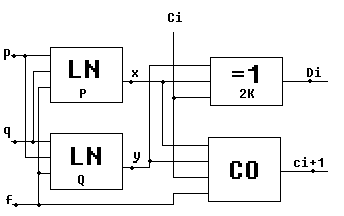 Ci
p
LN
P
x
=1
2K
Di
q
LN
Q
y
CO
ci+1
f